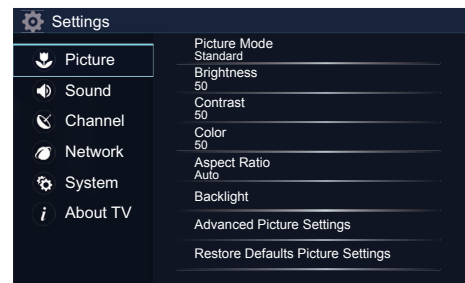 Settings
Picture
Sound
Channel
Network
System
About TV
Picture Mode
Standard
Brightness
50
Contrast
50
Color
50
Aspect Ratio
Auto
Backlight
Advanced Picture Settings
Restore Defaults Picture Settings